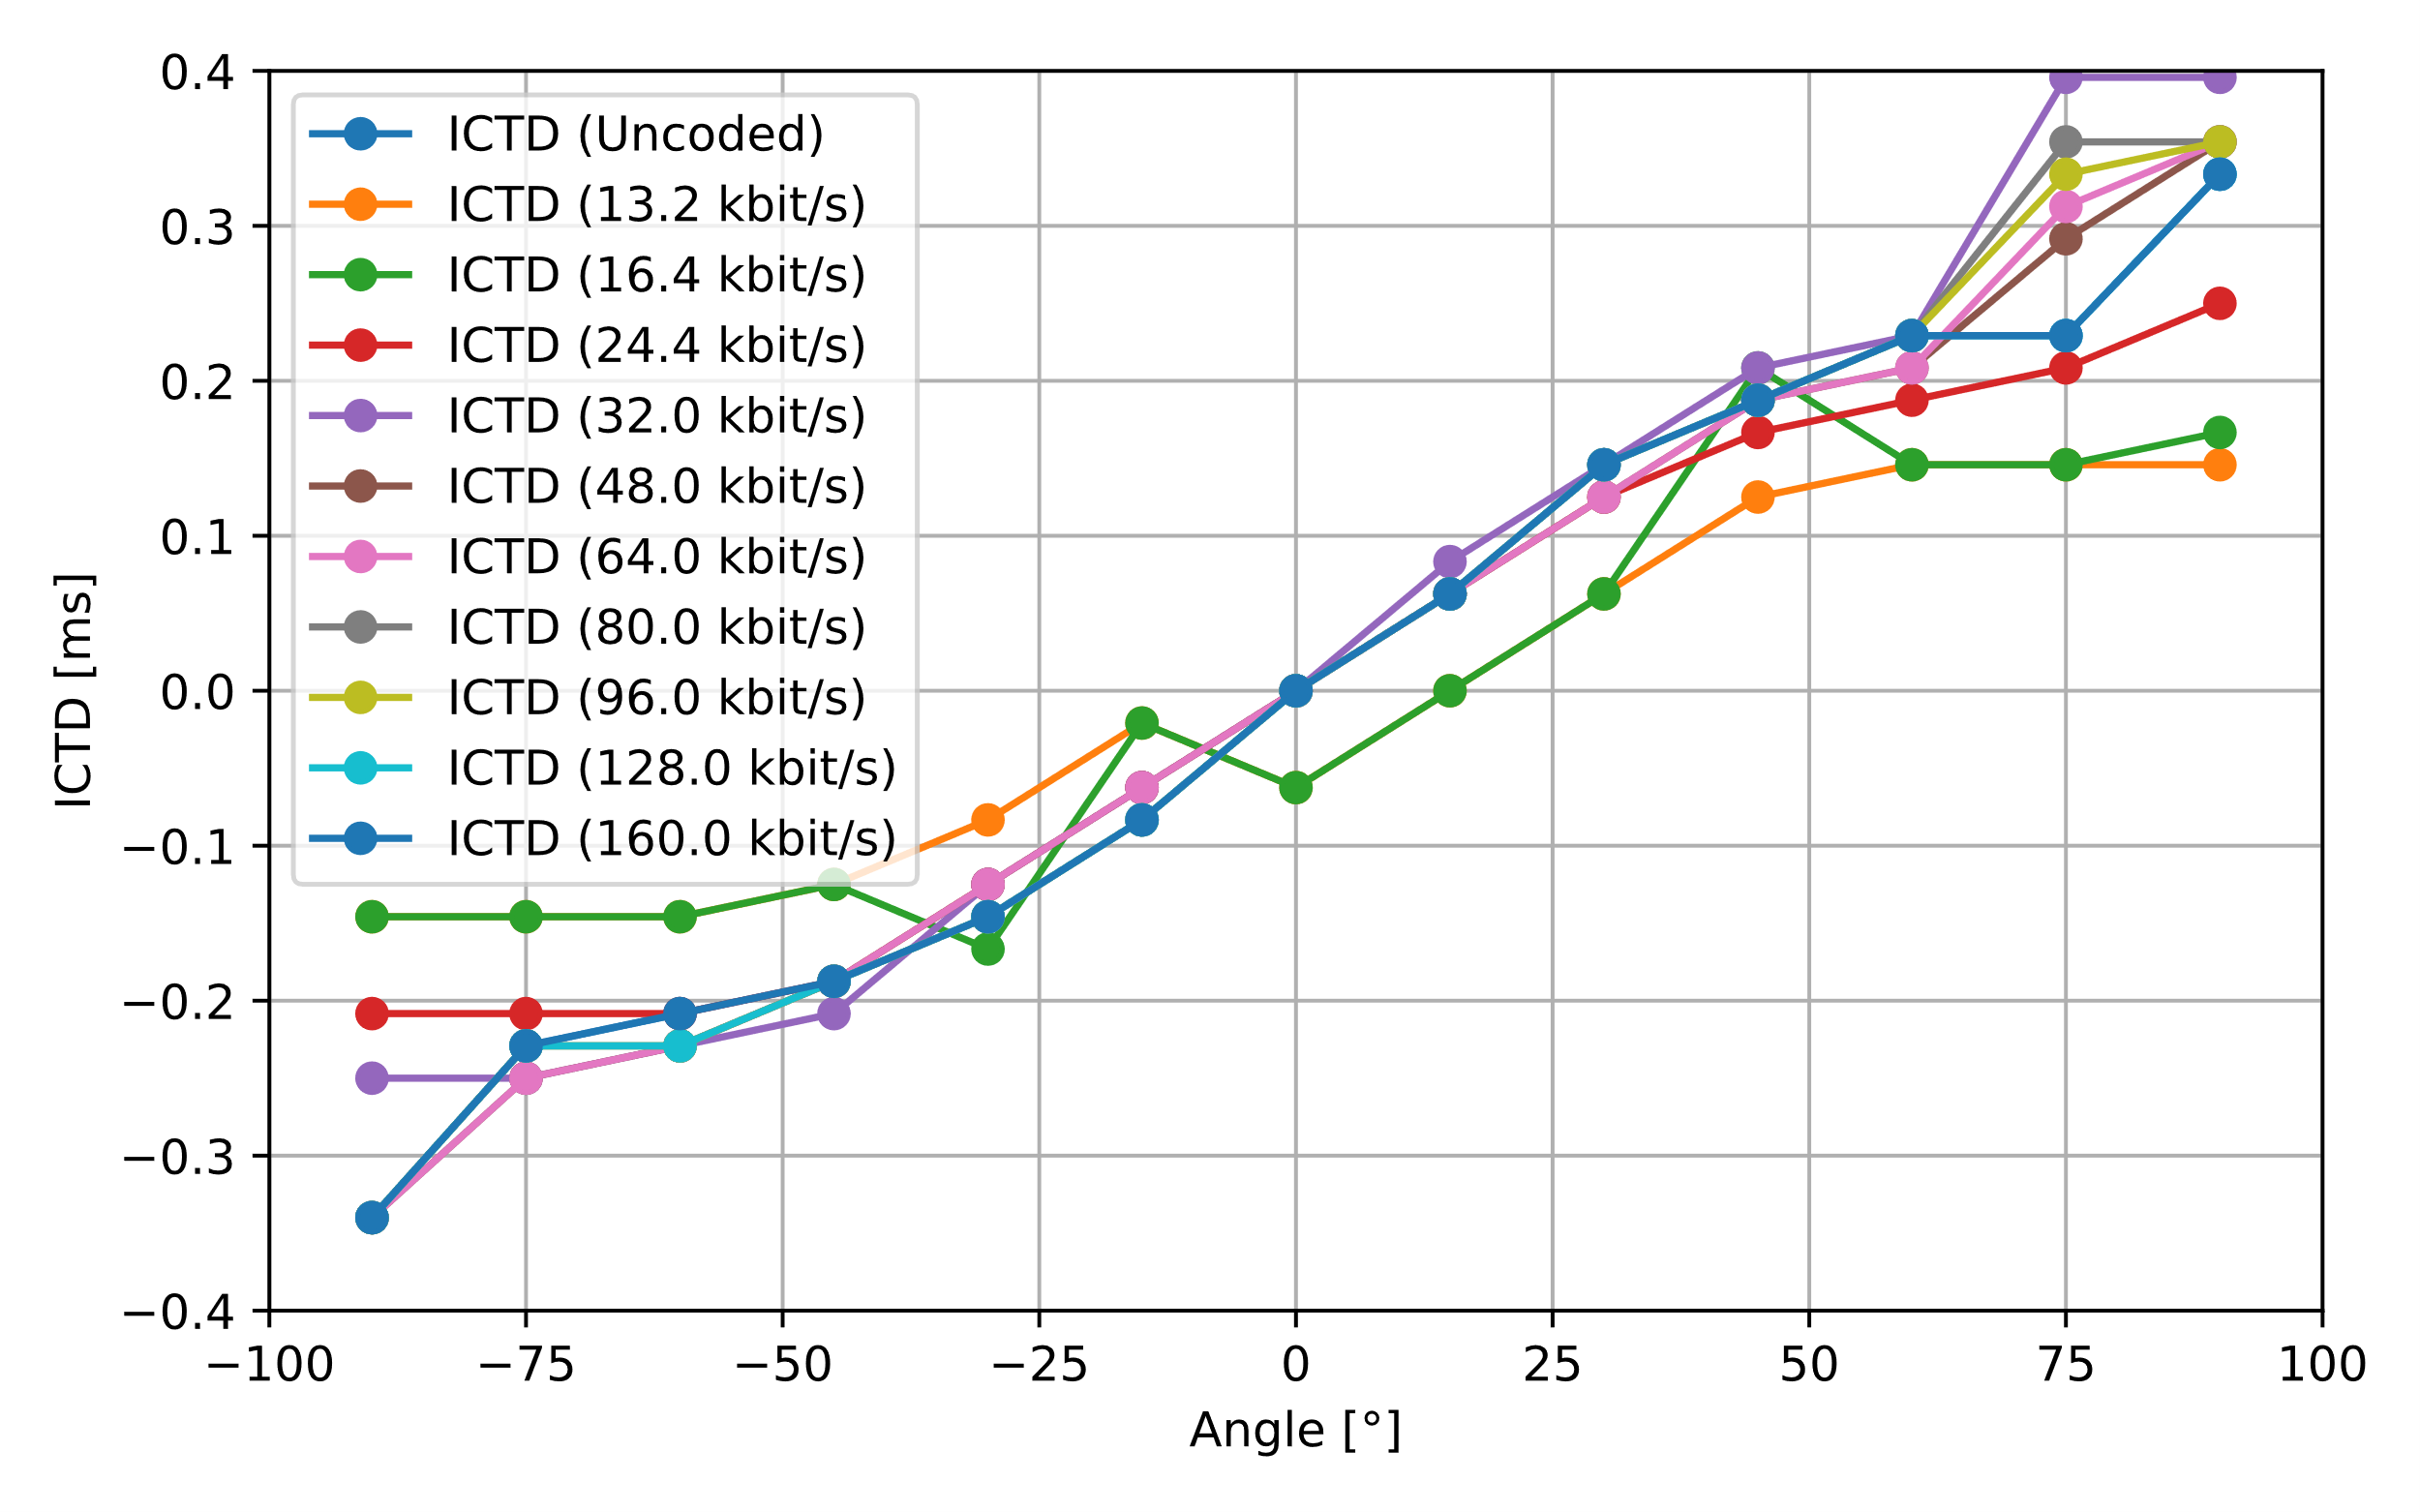 0.4
0.3
0.2
0.1
0.0
−0.1
−0.2
−0.3
−0.4
ICTD [ms]
ICTD (Uncoded)
ICTD (13.2 kbit/s)
ICTD (16.4 kbit/s)
ICTD (24.4 kbit/s)
ICTD (32.0 kbit/s)
ICTD (48.0 kbit/s)
ICTD (64.0 kbit/s)
ICTD (80.0 kbit/s)
ICTD (96.0 kbit/s)
ICTD (128.0 kbit/s)
ICTD (160.0 kbit/s)
−100 −75 −50 −25 0 25 50 75 100
Angle [°]